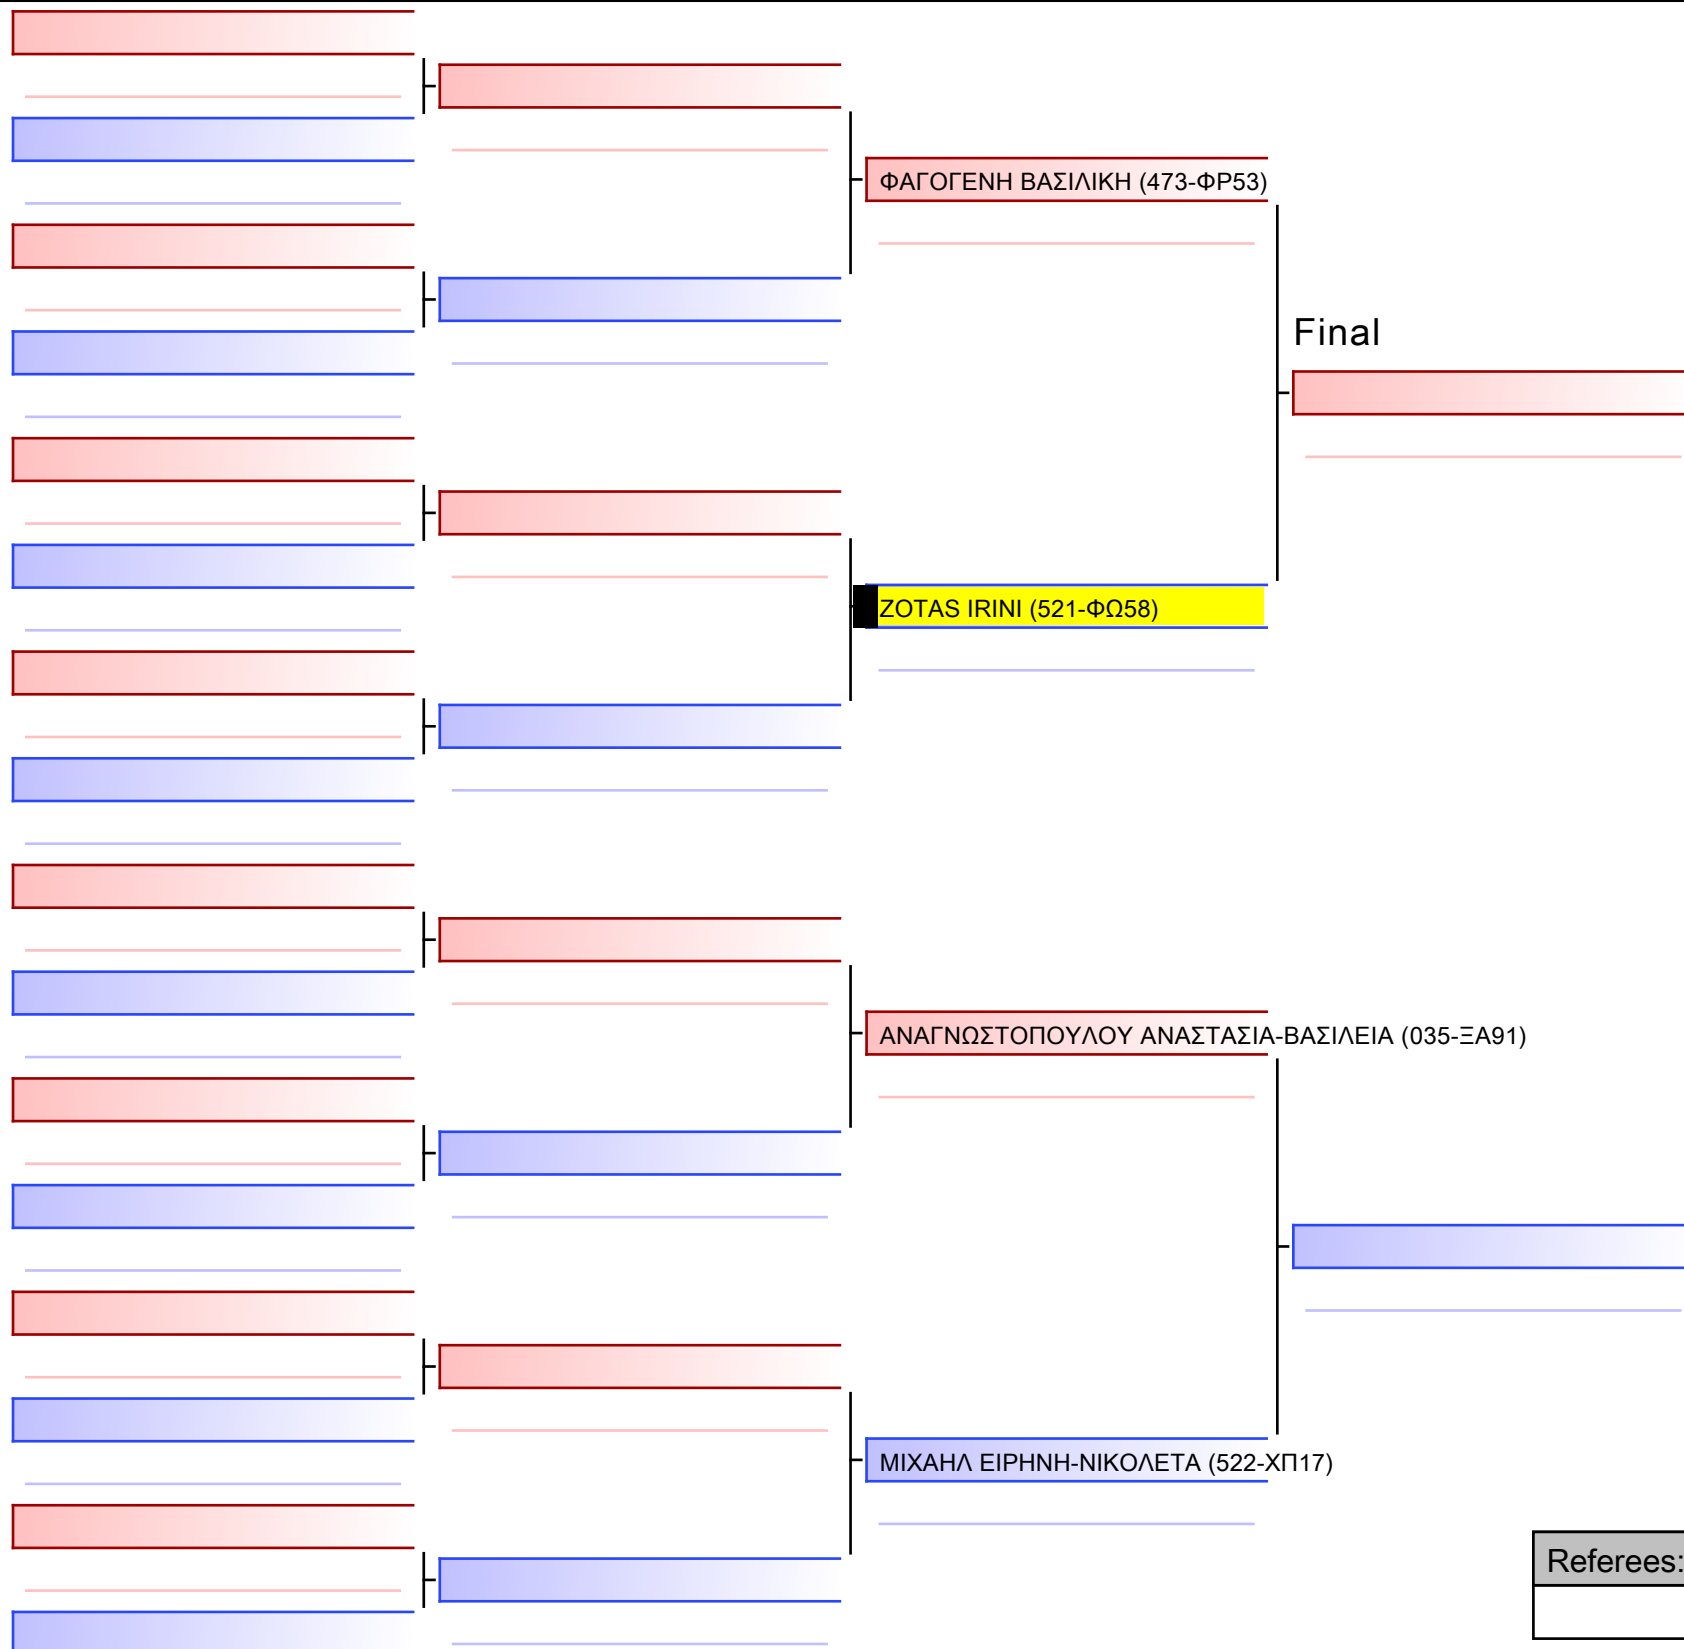 ΦΑΓΟΓΕΝΗ ΒΑΣΙΛΙΚΗ (473-ΦΡ53)
Final
ZOTAS IRINI (521-ΦΩ58)
ΑΝΑΓΝΩΣΤΟΠΟΥΛΟΥ ΑΝΑΣΤΑΣΙΑ-ΒΑΣΙΛΕΙΑ (035-ΞΑ91)
ΜΙΧΑΗΛ ΕΙΡΗΝΗ-ΝΙΚΟΛΕΤΑ (522-ΧΠ17)
Referees: